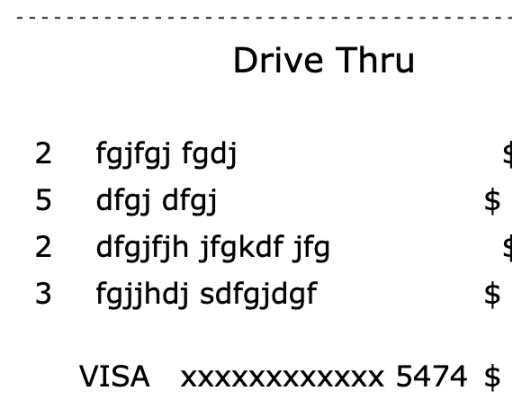 Drive Thru
2 fgjfgj fgdj $
5 dfgj dfgj $
2 dfgjfjh jfgkdf jfg $
3 fgjjhdj sdfgjdgf $
VISA xxxxxxxxxxxx 5474 $